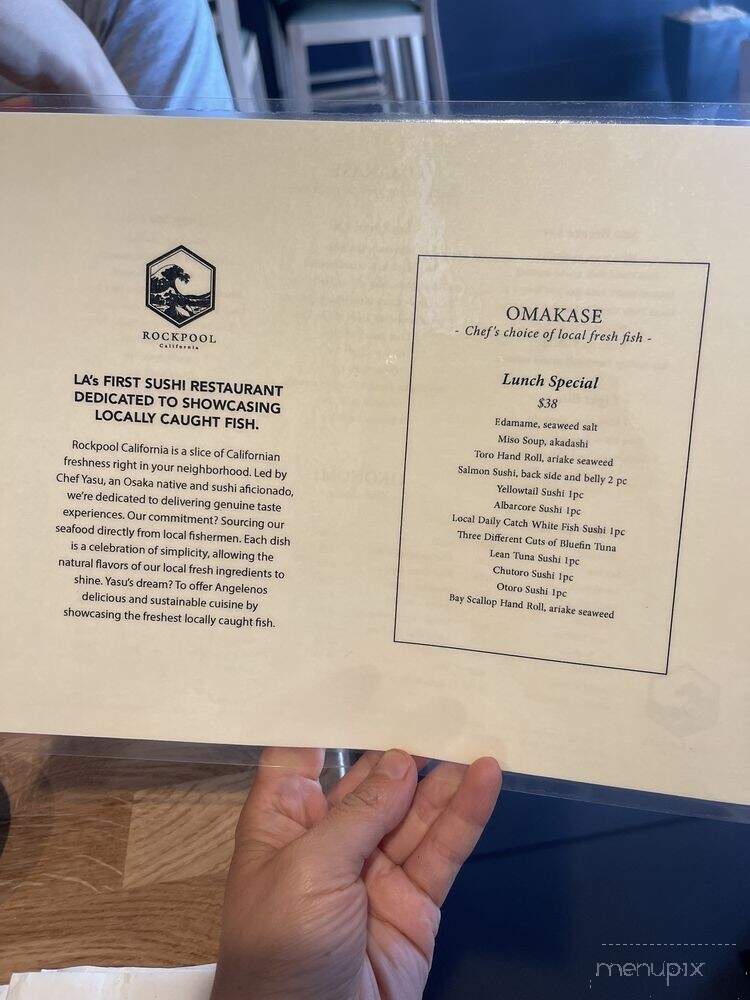 ROCKPOOL
California
LA's FIRST SUSHI RESTAURANT
DEDICATED TO SHOWCASING
LOCALLY CAUGHT FISH.
Rockpool California is a slice of Californian
freshness right in your neighborhood. Led by
Chef Yasu, an Osaka native and sushi aficionado,
we're dedicated to delivering genuine taste
experiences. Our commitment? Sourcing our
seafood directly from local fishermen. Each dish
is a celebration of simplicity, allowing the
natural flavors of our local fresh ingredients to
shine. Yasu's dream? To offer Angelenos
delicious and sustainable cuisine by
showcasing the freshest locally caught fish.
OMAKASE
- Chef's choice of local fresh fish -
Lunch Special
$38
Edamame, seaweed salt
Miso Soup, akadashi
Toro Hand Roll, ariake seaweed
Salmon Sushi, back side and belly 2 pc
Yellowtail Sushi 1pc
Albarcore Sushi 1pc
Local Daily Catch White Fish Sushi 1pc
Three Different Cuts of Bluefin Tuna
Lean Tuna Sushi 1pc
Chutoro Sushi 1pc
Otoro Sushi 1pc
Bay Scallop Hand Roll, ariake seaweed
menupix